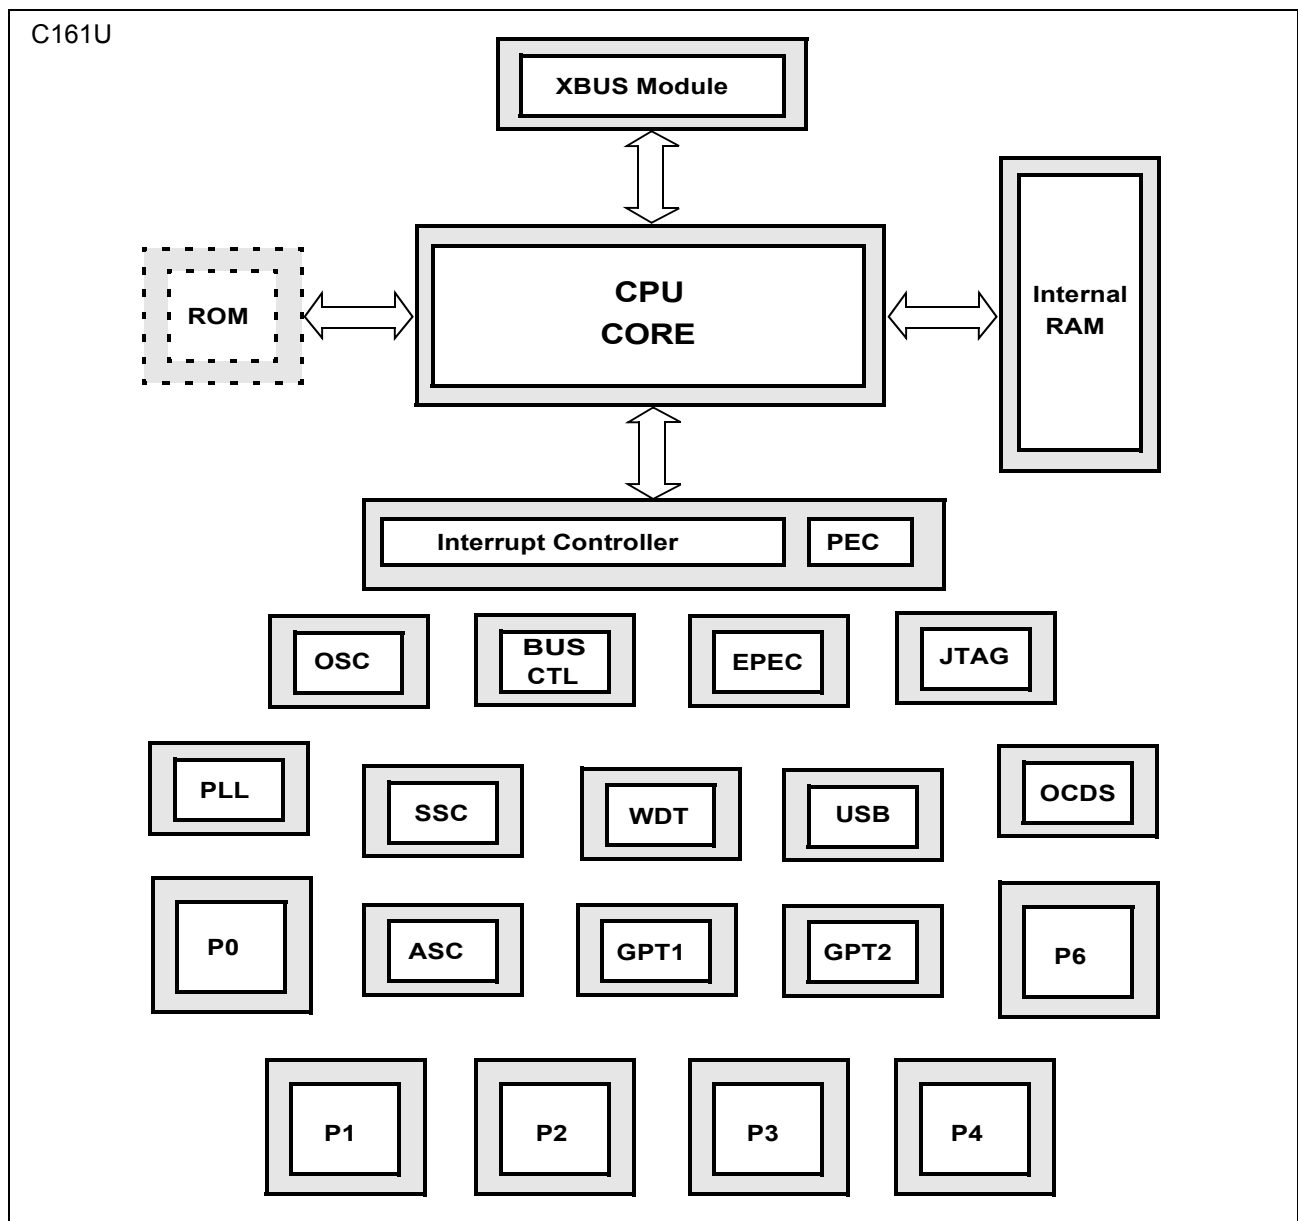 C161U
XBUS Module
ROM
CPU
CORE
Internal
RAM
Interrupt Controller
PEC
OSC
BUS
CTL
EPEC
JTAG
PLL
SSC
WDT
USB
OCDS
P0
ASC
GPT1
GPT2
P6
P1
P2
P3
P4